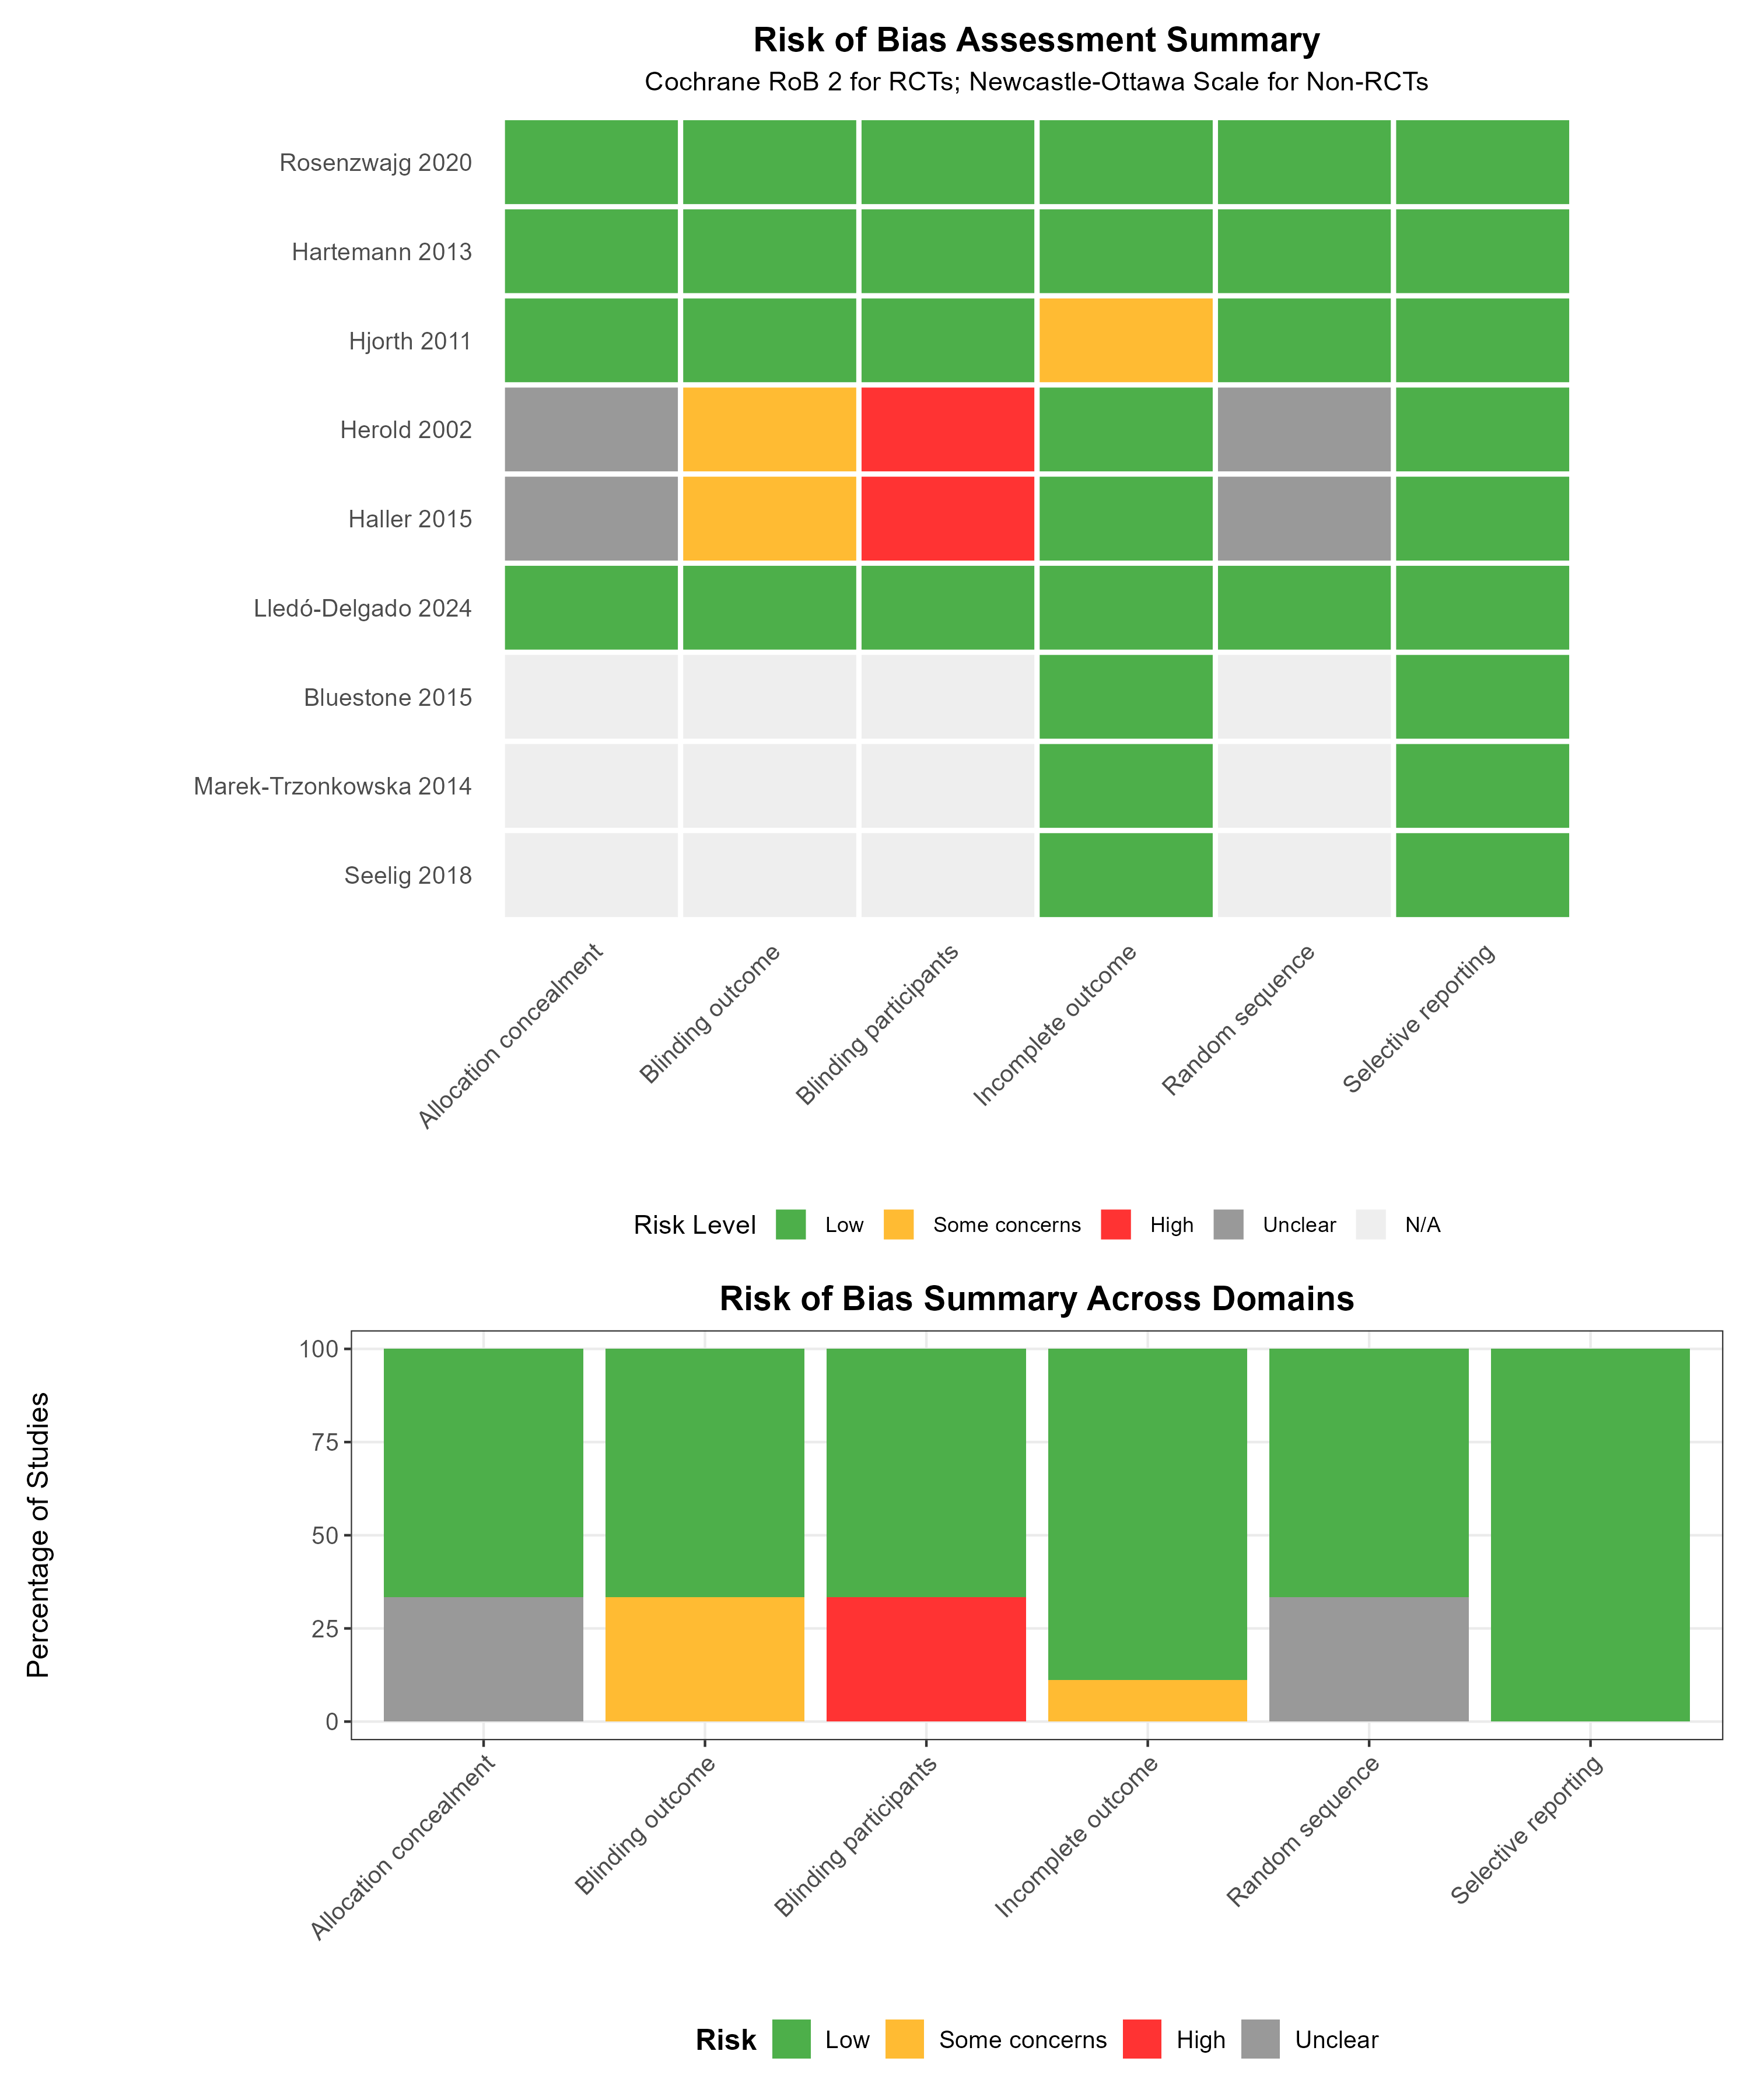 Risk of Bias Assessment Summary
Cochrane RoB 2 for RCTs; Newcastle-Ottawa Scale for Non-RCTs
Rosenzwajg 2020
Hartemann 2013
Hjorth 2011
Herold 2002
Haller 2015
Lledó-Delgado 2024
Bluestone 2015
Marek-Trzonkowska 2014
Seelig 2018
Allocation concealment
Blinding outcome
Blinding participants
Incomplete outcome
Random sequence
Selective reporting
Risk Level Low Some concerns High Unclear N/A
Risk of Bias Summary Across Domains
Percentage of Studies
100
75
50
25
0
Allocation concealment
Blinding outcome
Blinding participants
Incomplete outcome
Random sequence
Selective reporting
Risk Low Some concerns High Unclear